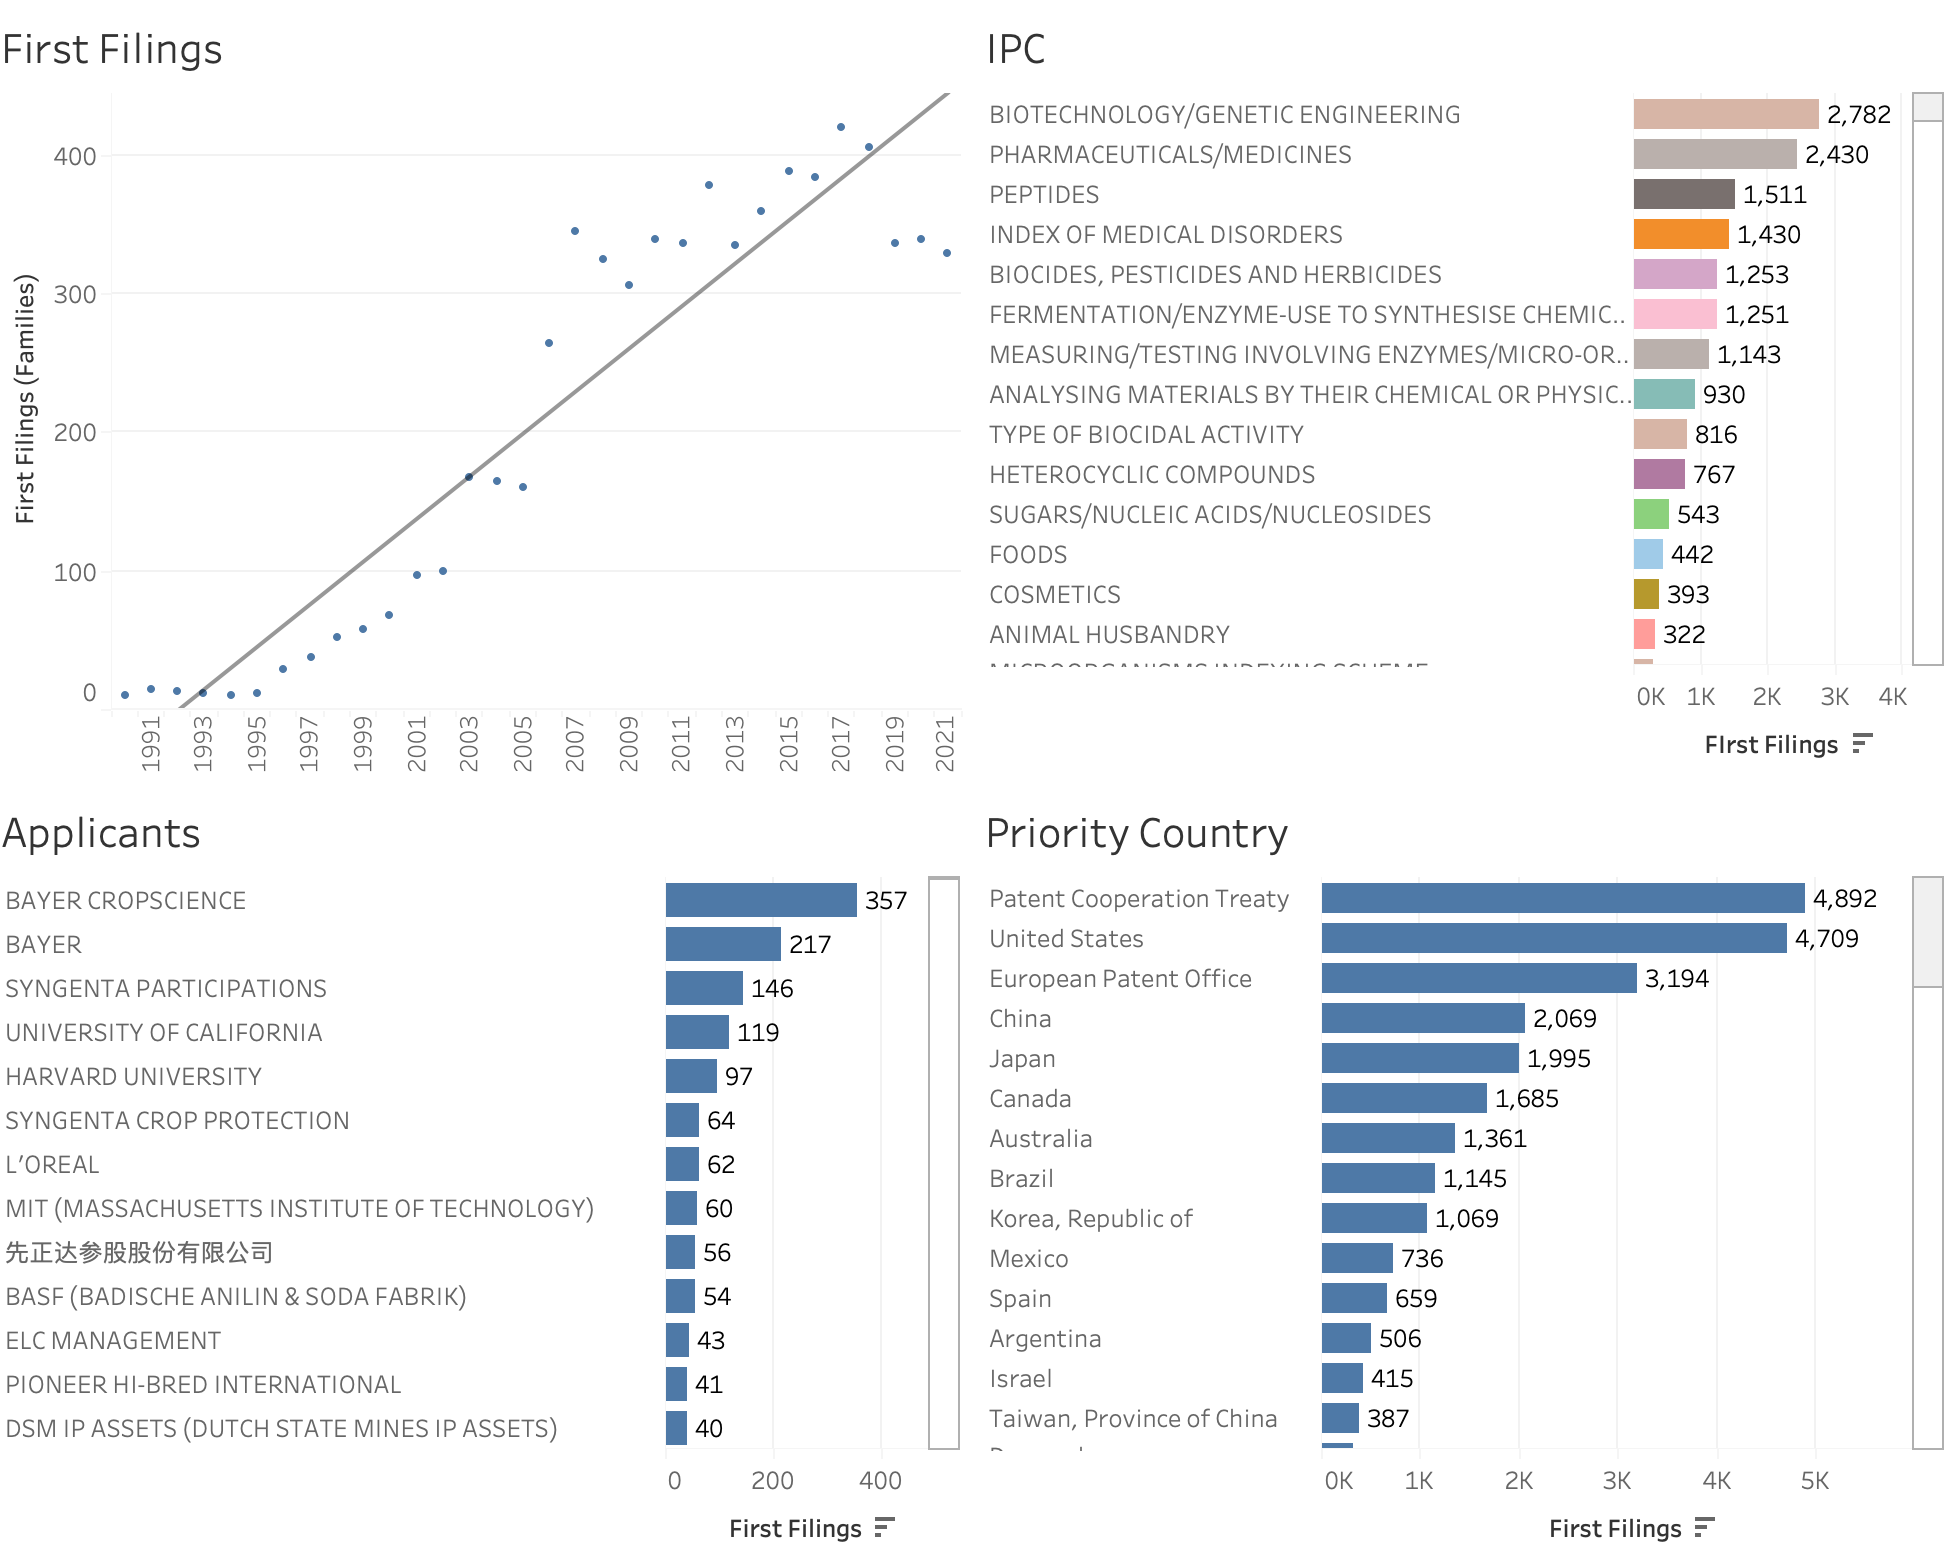 First Filings
First Filings (Families)
400
300
200
100
0
1991
1993
1995
1997
1999
2001
2003
2005
2007
2009
2011
2013
2015
2017
2019
2021
IPC
BIOTECHNOLOGY/GENETIC ENGINEERING 2,782
PHARMACEUTICALS/MEDICINES 2,430
PEPTIDES 1,511
INDEX OF MEDICAL DISORDERS 1,430
BIOCIDES, PESTICIDES AND HERBICIDES 1,253
FERMENTATION/ENZYME-USE TO SYNTHESISE CHEMIC.. 1,251
MEASURING/TESTING INVOLVING ENZYMES/MICRO-OR.. 1,143
ANALYSING MATERIALS BY THEIR CHEMICAL OR PHYSIC.. 930
TYPE OF BIOCIDAL ACTIVITY 816
HETEROCYCLIC COMPOUNDS 767
SUGARS/NUCLEIC ACIDS/NUCLEOSIDES 543
FOODS 442
COSMETICS 393
ANIMAL HUSBANDRY 322
MICROORGANISMS INDEXING SCHEME
0K 1K 2K 3K 4K
FIrst Filings
Applicants
BAYER CROPSCIENCE 357
BAYER 217
SYNGENTA PARTICIPATIONS 146
UNIVERSITY OF CALIFORNIA 119
HARVARD UNIVERSITY 97
SYNGENTA CROP PROTECTION 64
L’OREAL 62
MIT (MASSACHUSETTS INSTITUTE OF TECHNOLOGY) 60
先正达参股股份有限公司 56
BASF (BADISCHE ANILIN & SODA FABRIK) 54
ELC MANAGEMENT 43
PIONEER HI-BRED INTERNATIONAL 41
DSM IP ASSETS (DUTCH STATE MINES IP ASSETS) 40
0 200 400
First Filings
Priority Country
Patent Cooperation Treaty 4,892
United States 4,709
European Patent Office 3,194
China 2,069
Japan 1,995
Canada 1,685
Australia 1,361
Brazil 1,145
Korea, Republic of 1,069
Mexico 736
Spain 659
Argentina 506
Israel 415
Taiwan, Province of China 387
0K 1K 2K 3K 4K 5K
First Filings